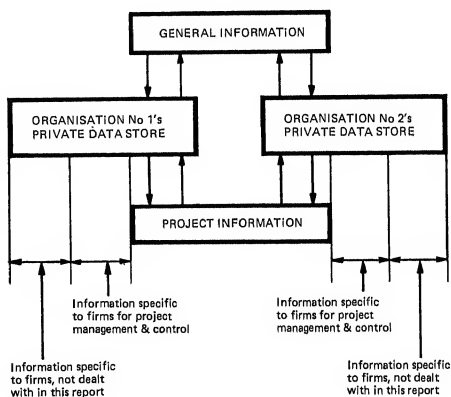 GENERAL INFORMATION
ORGANISATION No 1's
PRIVATE DATA STORE
ORGANISATION No 2's
PRIVATE DATA STORE
PROJECT INFORMATION
Information specific
to firms for project
management & control
Information specific
to firms for project
management & control
Information specific
to firms, not dealt
with in this report
Information specific
to firms, not dealt
with in this report